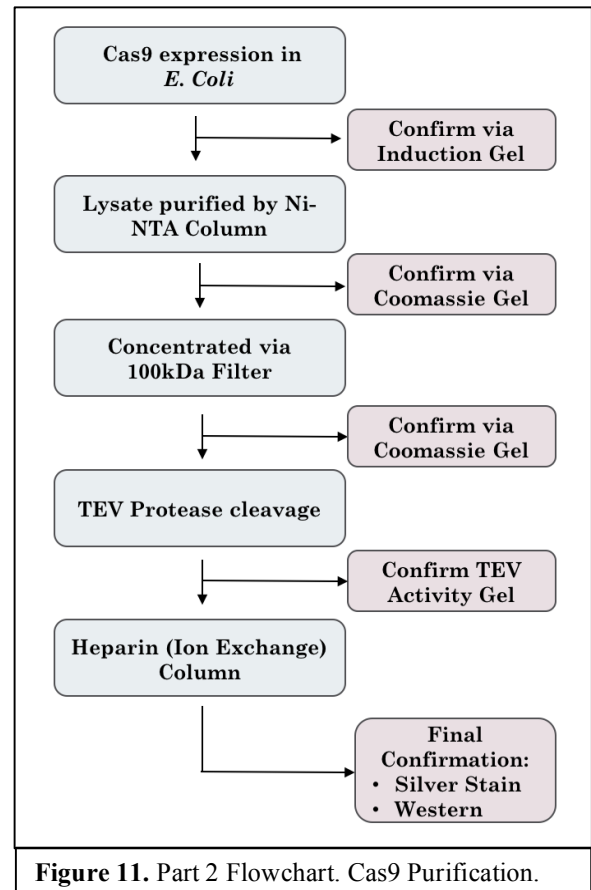 Cas9 expression in
E. Coli
Confirm via
Induction Gel
Lysate purified by Ni-
NTA Column
Confirm via
Coomassie Gel
Concentrated via
100kDa Filter
Confirm via
Coomassie Gel
TEV Protease cleavage
Confirm TEV
Activity Gel
Heparin (Ion Exchange)
Column
Final
Confirmation:
• Silver Stain
• Western
Figure 11. Part 2 Flowchart. Cas9 Purification.